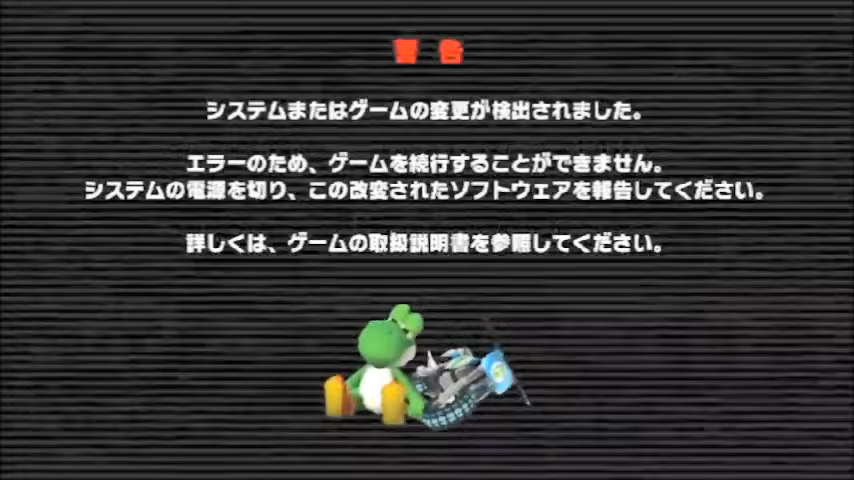 警告
システムまたはゲームの変更が検出されました。
エラーのため、ゲームを続行することができません。
システムの電源を切り、この改変されたソフトウェアを報告してください。
詳しくは、ゲームの取扱説明書を参照してください。